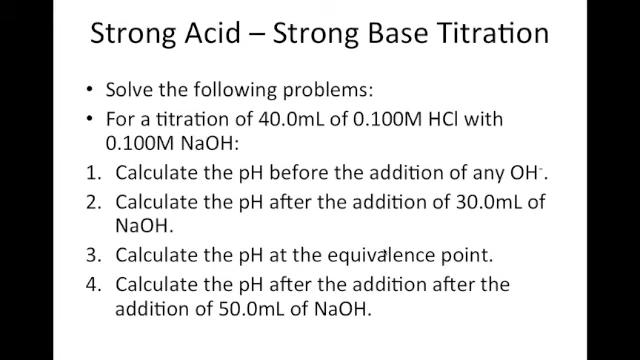 Strong Acid – Strong Base Titration
• Solve the following problems:
• For a titration of 40.0mL of 0.100M HCl with
0.100M NaOH:
1. Calculate the pH before the addition of any OH⁻.
2. Calculate the pH after the addition of 30.0mL of
NaOH.
3. Calculate the pH at the equivalence point.
4. Calculate the pH after the addition after the
addition of 50.0mL of NaOH.